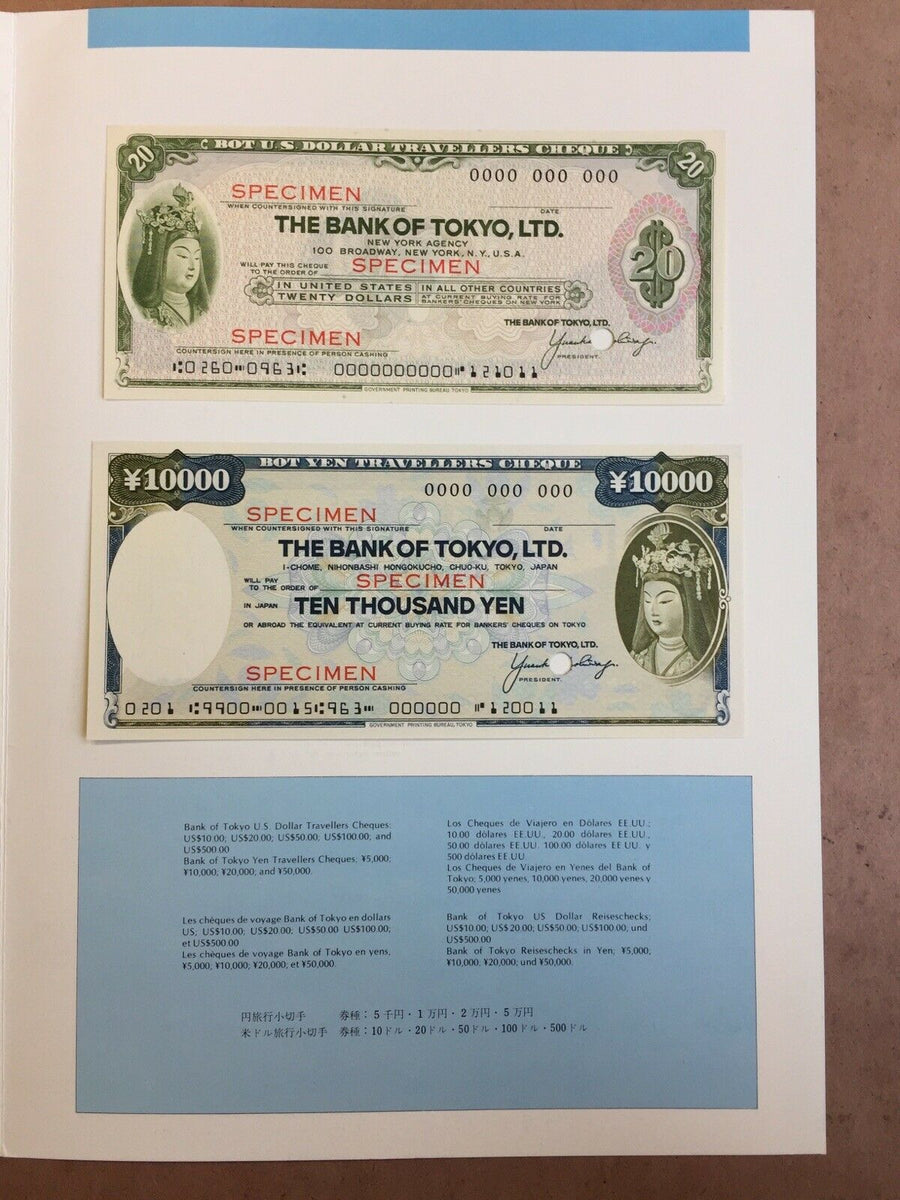 BOT U.S. DOLLAR TRAVELLERS CHEQUE
20
20
0000 000 000
SPECIMEN
WHEN COUNTERSIGNED WITH THIS SIGNATURE
DATE
THE BANK OF TOKYO, LTD.
NEW YORK AGENCY
100 BROADWAY, NEW YORK, N.Y., U.S.A.
WILL PAY THIS CHEQUE
TO THE ORDER OF
SPECIMEN
$20
IN UNITED STATES
TWENTY DOLLARS
IN ALL OTHER COUNTRIES
AT CURRENT BUYING RATE FOR
BANKERS' CHEQUES ON NEW YORK
THE BANK OF TOKYO, LTD.
SPECIMEN
PRESIDENT.
COUNTERSIGN HERE IN PRESENCE OF PERSON CASHING
⑆0260⑉0963⑆ 0000000000⑈121011
GOVERNMENT PRINTING BUREAU, TOKYO
BOT YEN TRAVELLERS CHEQUE
¥10000
¥10000
0000 000 000
SPECIMEN
WHEN COUNTERSIGNED WITH THIS SIGNATURE
DATE
THE BANK OF TOKYO, LTD.
1-CHOME, NIHONBASHI HONGOKUCHO, CHUO-KU, TOKYO, JAPAN
WILL PAY
TO THE ORDER OF
SPECIMEN
IN JAPAN TEN THOUSAND YEN
OR ABROAD THE EQUIVALENT AT CURRENT BUYING RATE FOR BANKERS' CHEQUES ON TOKYO
THE BANK OF TOKYO, LTD.
SPECIMEN
PRESIDENT.
COUNTERSIGN HERE IN PRESENCE OF PERSON CASHING
0201 ⑆9900⑉0015⑆963⑉ 000000 ⑈120011
GOVERNMENT PRINTING BUREAU, TOKYO
Bank of Tokyo U.S. Dollar Travellers Cheques:
US$10.00; US$20.00; US$50.00; US$100.00; and
US$500.00
Bank of Tokyo Yen Travellers Cheques: ¥5,000;
¥10,000; ¥20,000; and ¥50,000.
Los Cheques de Viajero en Dólares EE.UU.;
10.00 dólares EE.UU., 20.00 dólares EE.UU.,
50.00 dólares EE.UU. 100.00 dólares EE.UU. y
500 dólares EE.UU.
Los Cheques de Viajero en Yenes del Bank of
Tokyo; 5,000 yenes, 10,000 yenes, 20,000 yenes y
50,000 yenes
Les chèques de voyage Bank of Tokyo en dollars
US; US$10.00; US$20.00; US$50.00 US$100.00;
et US$500.00
Les chèques de voyage Bank of Tokyo en yens,
¥5,000; ¥10,000; ¥20,000; et ¥50,000.
Bank of Tokyo US Dollar Reiseschecks;
US$10.00; US$20.00; US$50.00; US$100.00; und
US$500.00
Bank of Tokyo Reiseschecks in Yen; ¥5,000;
¥10,000; ¥20,000; und ¥50,000.
円旅行小切手 券種：5千円・1万円・2万円・5万円
米ドル旅行小切手 券種：10ドル・20ドル・50ドル・100ドル・500ドル